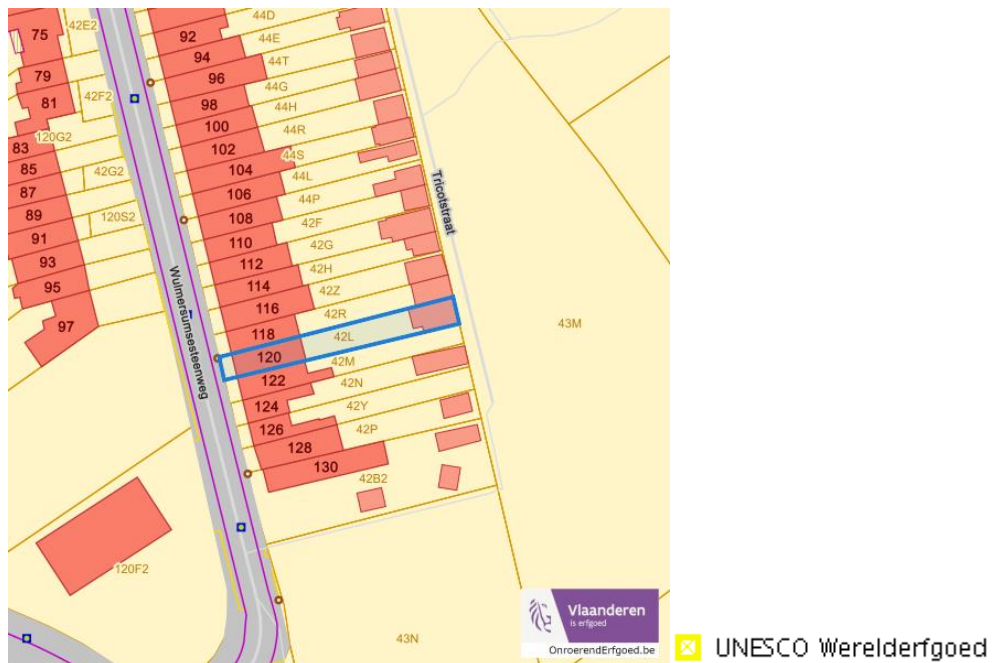 44D
42E2
75
92
44E
94
44T
79
96
44G
42F2
81
98
44H
100
44R
120G2
83
102
44S
85
42G2
104
44L
87
106
44P
89
120S2
108
42F
91
110
42G
93
112
42H
95
114
42Z
97
116
42R
118
42L
120
42M
122
42N
124
42Y
126
42P
128
130
42B2
Tricotstraat
Wulmersumsesteenweg
43M
120F2
43N
Vlaanderen
is erfgoed
OnroerendErfgoed.be
UNESCO Werelderfgoed